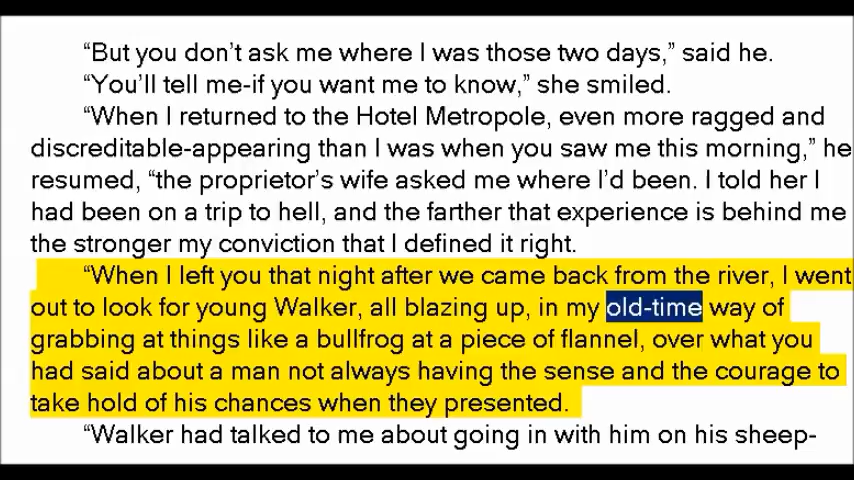 “But you don’t ask me where I was those two days,” said he.
“You’ll tell me-if you want me to know,” she smiled.
“When I returned to the Hotel Metropole, even more ragged and
discreditable-appearing than I was when you saw me this morning,” he
resumed, “the proprietor’s wife asked me where I’d been. I told her I
had been on a trip to hell, and the farther that experience is behind me
the stronger my conviction that I defined it right.
“When I left you that night after we came back from the river, I went
out to look for young Walker, all blazing up, in my old-time way of
grabbing at things like a bullfrog at a piece of flannel, over what you
had said about a man not always having the sense and the courage to
take hold of his chances when they presented.
“Walker had talked to me about going in with him on his sheep-